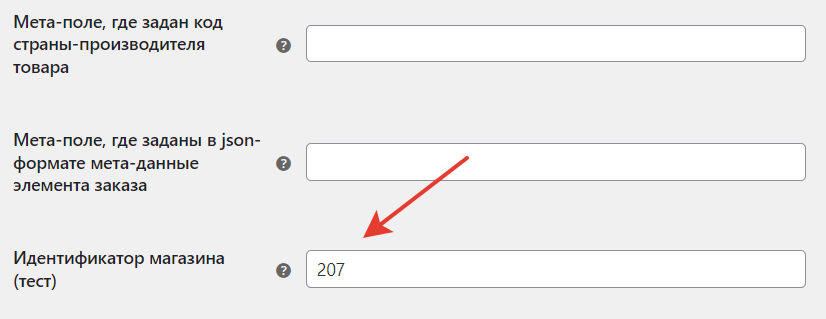 Мета-поле, где задан код
страны-производителя
товара
?
Мета-поле, где заданы в json-
формате мета-данные
элемента заказа
?
Идентификатор магазина
(тест)
?
207